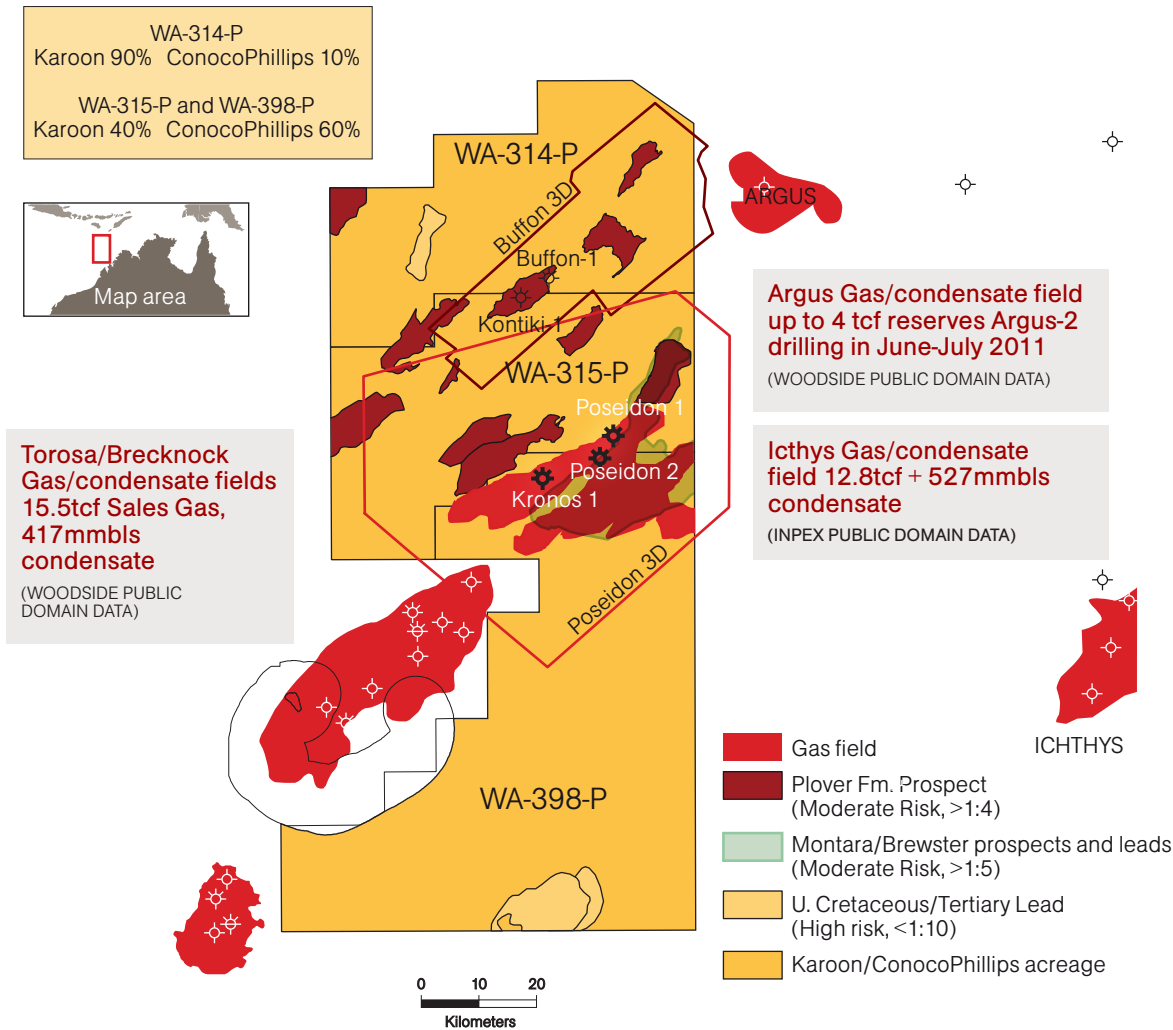 WA-314-P
Karoon 90% ConocoPhillips 10%
WA-315-P and WA-398-P
Karoon 40% ConocoPhillips 60%
Map area
WA-314-P
Buffon 3D
Buffon-1
Kontiki-1
WA-315-P
Poseidon 1
Poseidon 2
Kronos 1
Poseidon 3D
WA-398-P
ARGUS
Argus Gas/condensate field
up to 4 tcf reserves Argus-2
drilling in June-July 2011
(WOODSIDE PUBLIC DOMAIN DATA)
Icthys Gas/condensate
field 12.8tcf + 527mmbls
condensate
(INPEX PUBLIC DOMAIN DATA)
Torosa/Brecknock
Gas/condensate fields
15.5tcf Sales Gas,
417mmbls
condensate
(WOODSIDE PUBLIC
DOMAIN DATA)
ICHTHYS
Gas field
Plover Fm. Prospect
(Moderate Risk, >1:4)
Montara/Brewster prospects and leads
(Moderate Risk, >1:5)
U. Cretaceous/Tertiary Lead
(High risk, <1:10)
Karoon/ConocoPhillips acreage
0 10 20
Kilometers